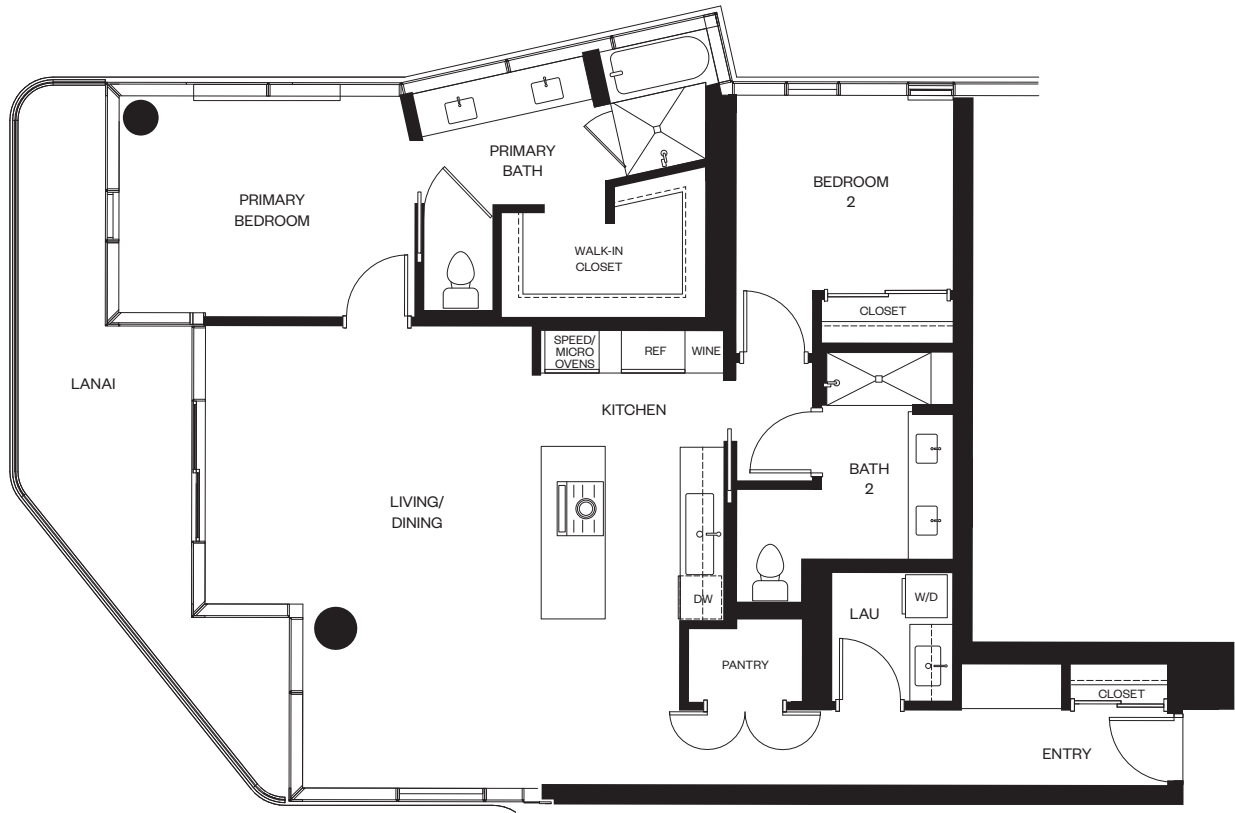 PRIMARY
BATH
BEDROOM
2
PRIMARY
BEDROOM
WALK-IN
CLOSET
CLOSET
SPEED/
MICRO
OVENS
REF
WINE
LANAI
KITCHEN
BATH
2
LIVING/
DINING
DW
W/D
LAU
PANTRY
CLOSET
ENTRY